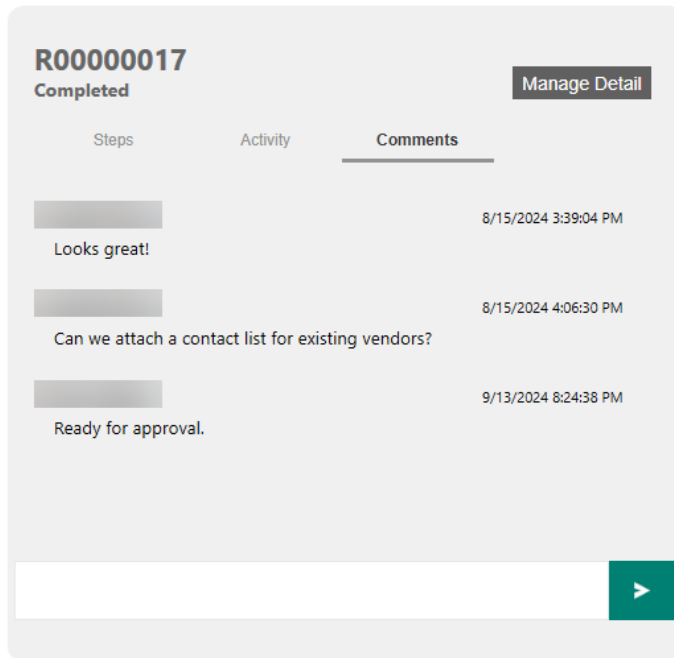 R00000017
Completed
Manage Detail
Steps Activity Comments
8/15/2024 3:39:04 PM
Looks great!
8/15/2024 4:06:30 PM
Can we attach a contact list for existing vendors?
9/13/2024 8:24:38 PM
Ready for approval.